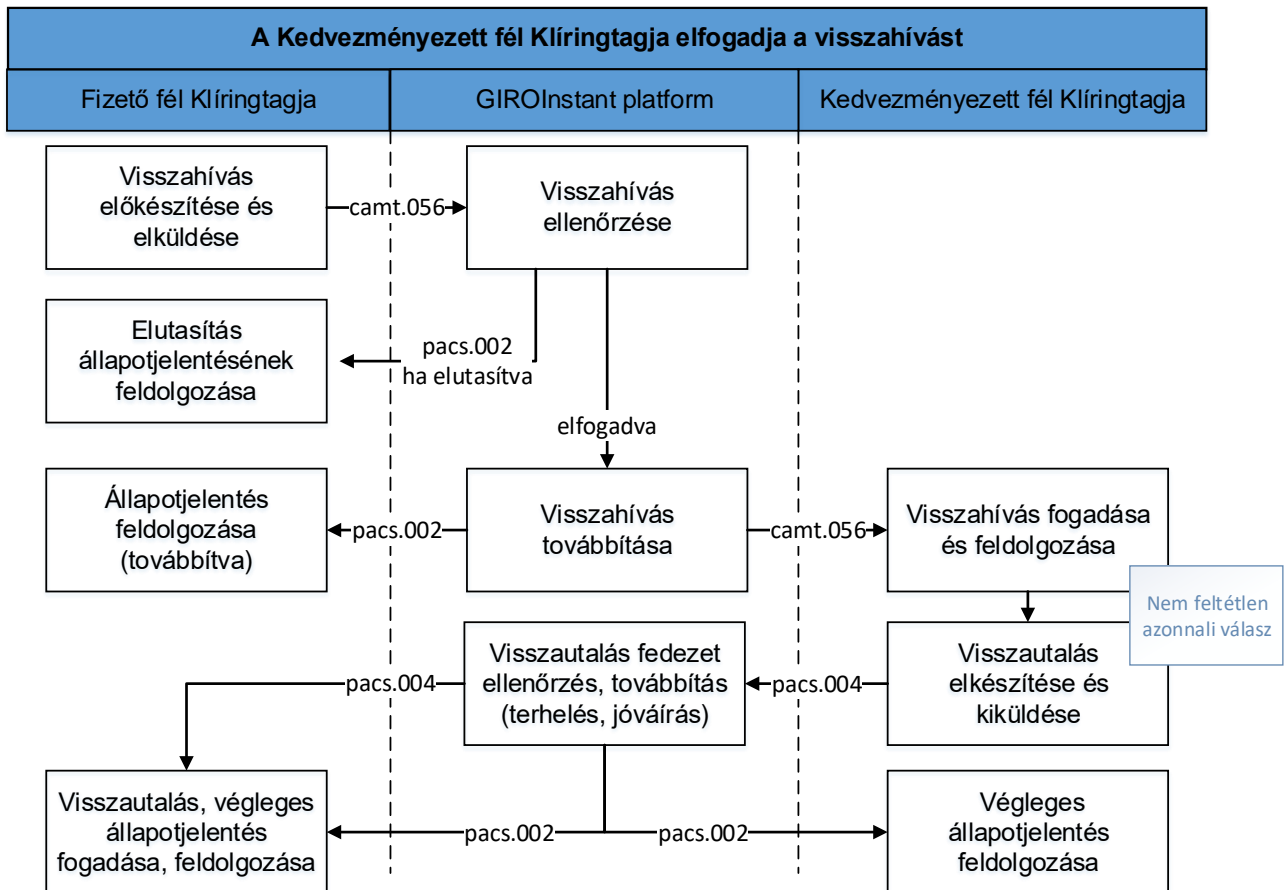 A Kedvezményezett fél Klíringtagja elfogadja a visszahívást
Fizető fél Klíringtagja
GIROInstant platform
Kedvezményezett fél Klíringtagja
Visszahívás
előkészítése és
elküldése
camt.056
Visszahívás
ellenőrzése
Elutasítás
állapotjelentésének
feldolgozása
pacs.002
ha elutasítva
elfogadva
Állapotjelentés
feldolgozása
(továbbítva)
pacs.002
Visszahívás
továbbítása
camt.056
Visszahívás fogadása
és feldolgozása
Nem feltétlen
azonnali válasz
pacs.004
Visszautalás fedezet
ellenőrzés, továbbítás
(terhelés, jóváírás)
pacs.004
Visszautalás
elkészítése és
kiküldése
Visszautalás, végleges
állapotjelentés
fogadása, feldolgozása
pacs.002
pacs.002
Végleges
állapotjelentés
feldolgozása